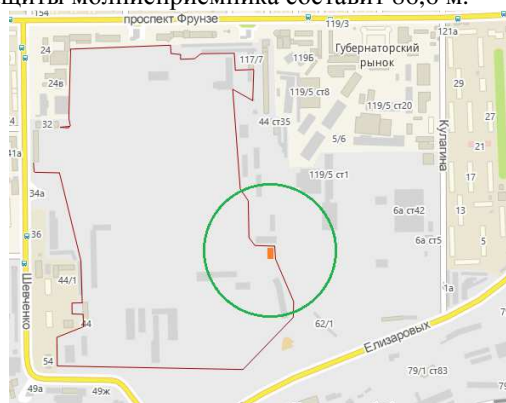 щиты молниеприемника составит 86,6 м.
154
проспект Фрунзе
119/3
121а
24
117/7
119Б
Губернаторский
рынок
24в
119/5 ст8
29
119/5 ст20
32
44 ст35
27
5/6
Кулагина
41а
21
119/5 ст1
17
34а
6а ст42
13
36
6а ст5
5
44/1
1а
Шевченко
44
62/1
Елизаровых
54
79/1 ст83
49а
49ж